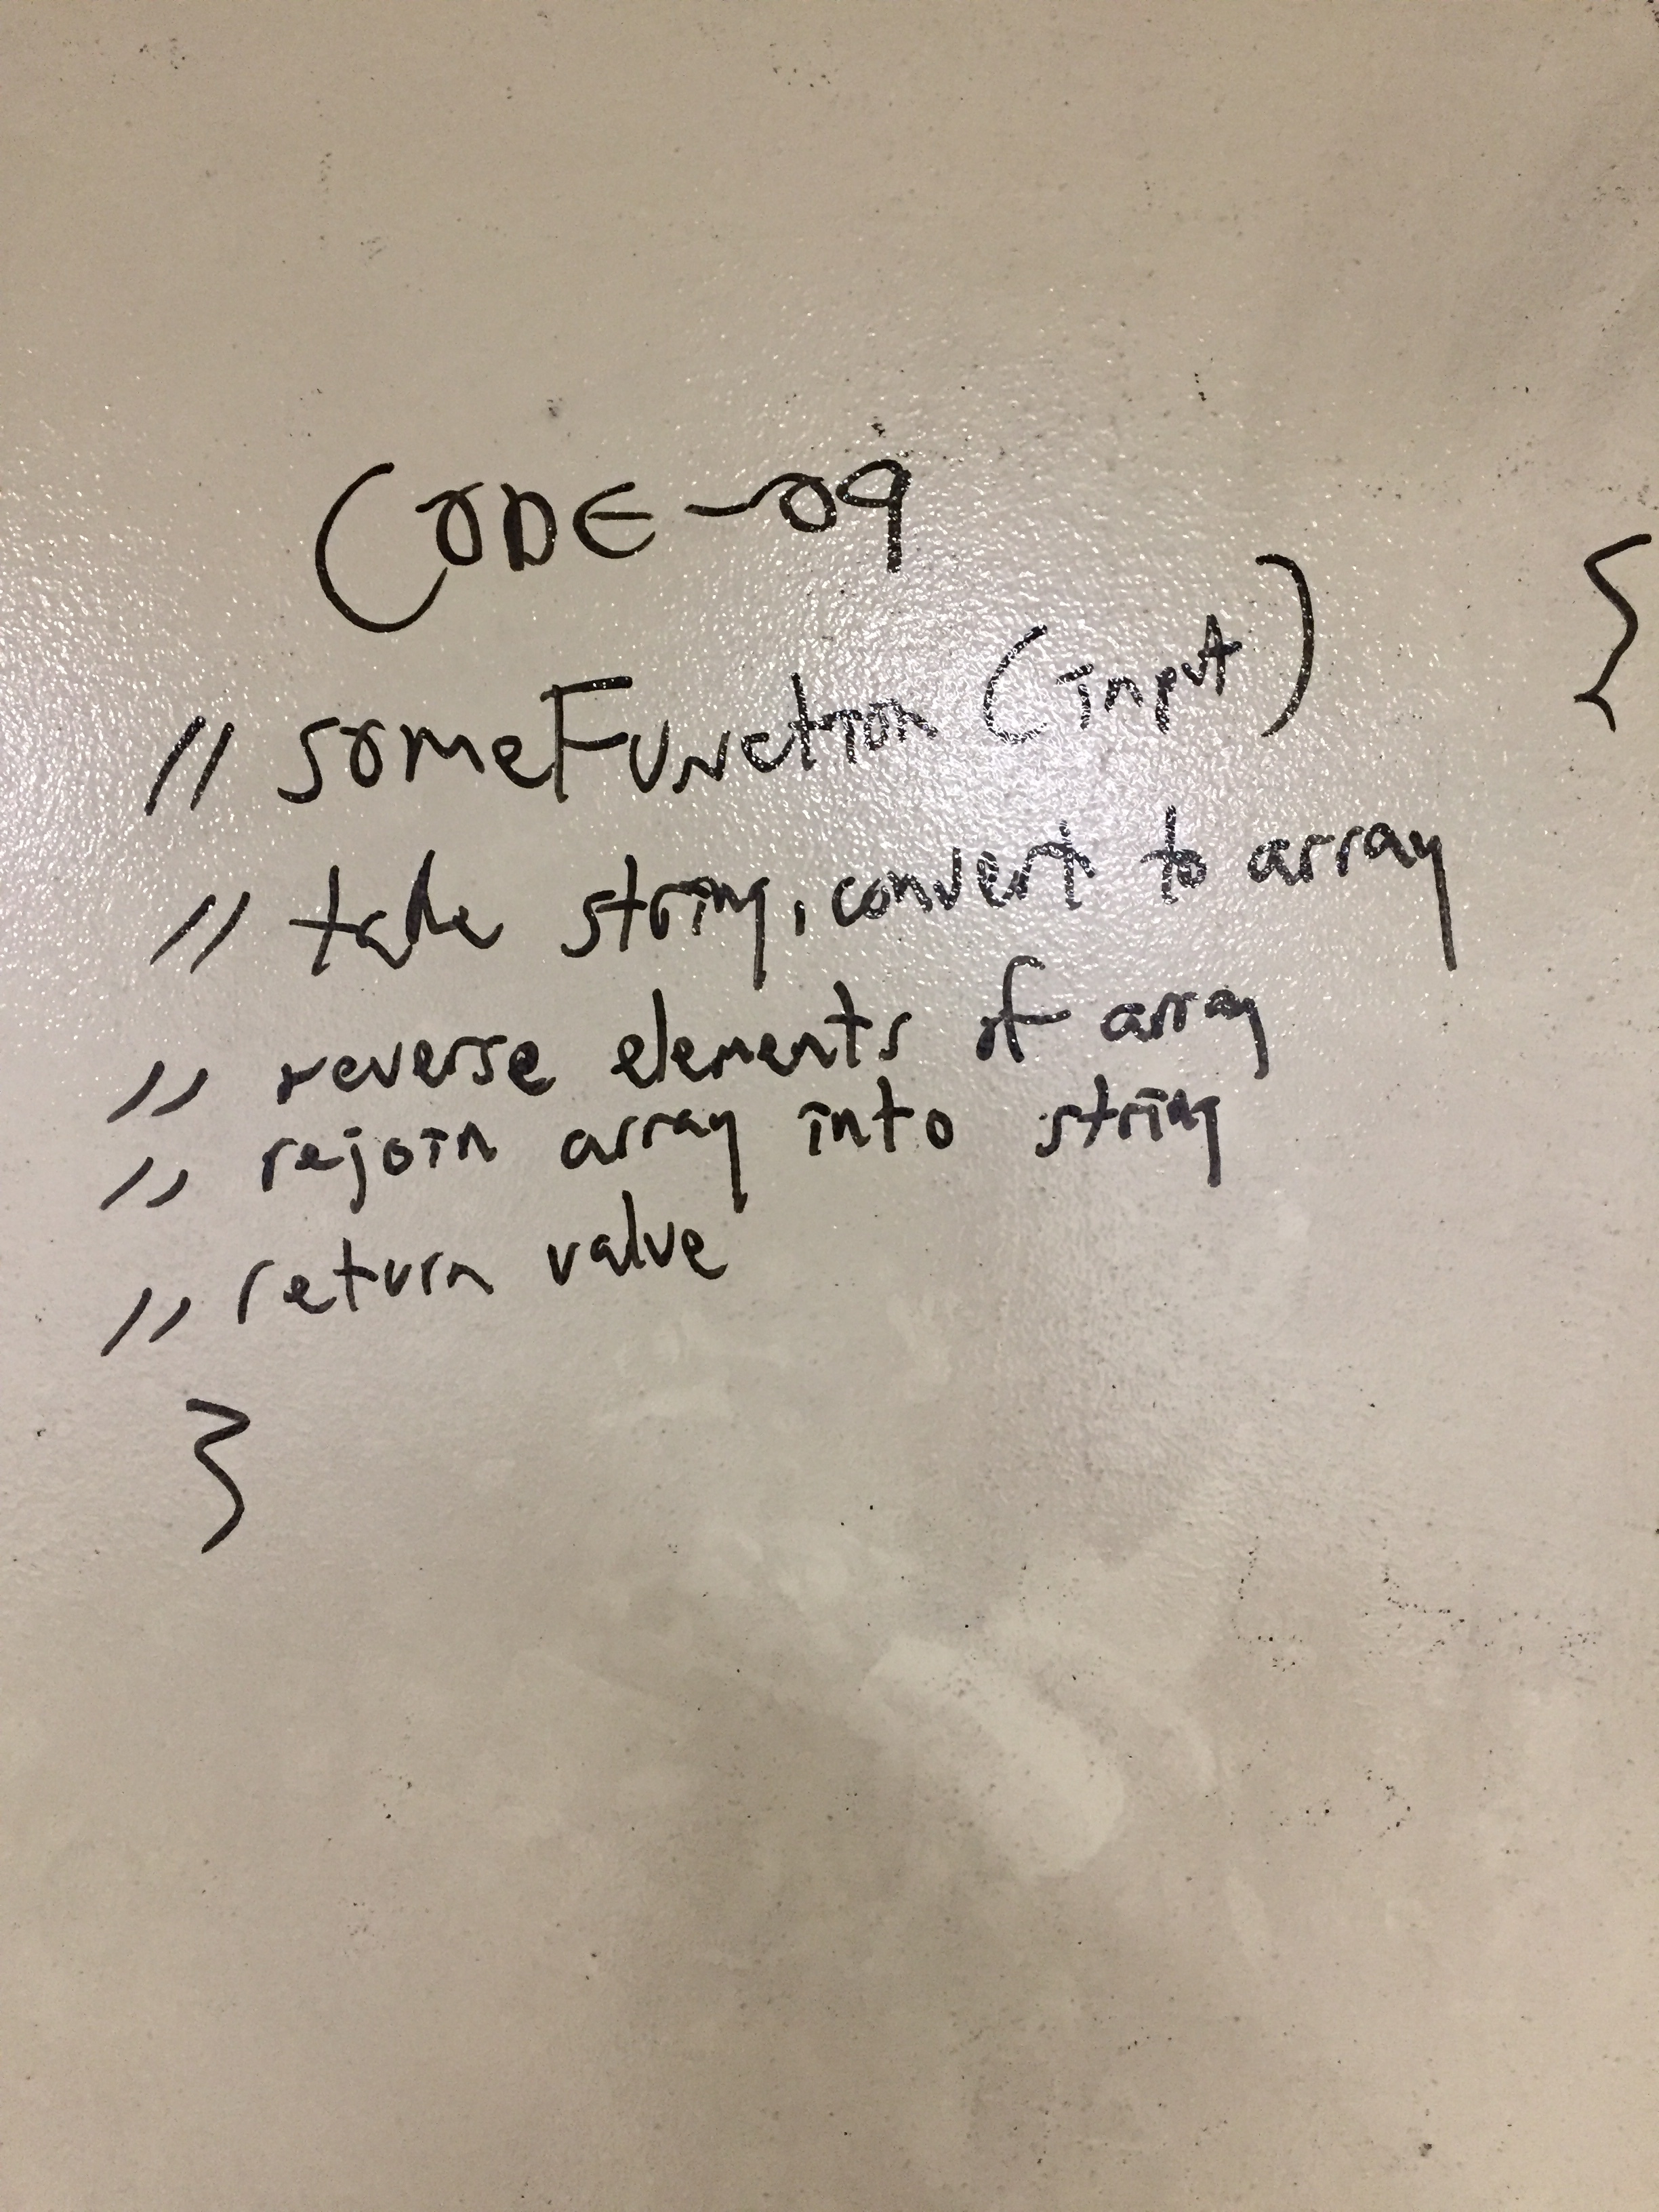 CODE-09
// someFunction (input) {
// take string, convert to array
// reverse elements of array
// rejoin array into string
// return value
}